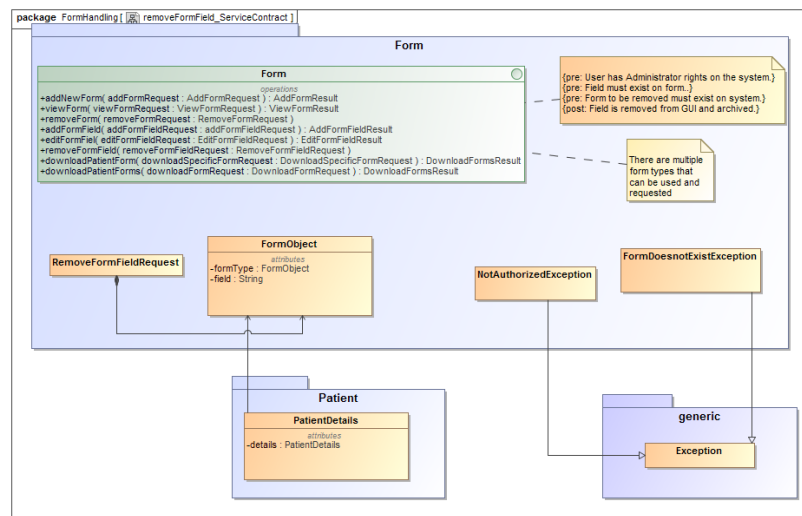 package FormHandling [ removeFormField_ServiceContract ]
Form
Form
operations
+addNewForm( addFormRequest : AddFormRequest ) : AddFormResult
+viewForm( viewFormRequest : ViewFormRequest ) : ViewFormResult
+removeForm( removeFormRequest : RemoveFormRequest )
+addFormField( addFormFieldRequest : addFormFieldRequest ) : AddFormFieldResult
+editFormFiel( editFormFieldRequest : EditFormFieldRequest ) : EditFormFieldResult
+removeFormField( removeFormFieldRequest : RemoveFormFieldRequest )
+downloadPatientForm( downloadSpecificFormRequest : DownloadSpecificFormRequest ) : DownloadFormsResult
+downloadPatientForms( downloadFormRequest : DownloadFormRequest ) : DownloadFormsResult
{pre: User has Administrator rights on the system.}
{pre: Field must exist on form..}
{pre: Form to be removed must exist on system.}
{post: Field is removed from GUI and archived.}
There are multiple
form types that
can be used and
requested
RemoveFormFieldRequest
FormObject
attributes
-formType : FormObject
-field : String
NotAuthorizedException
FormDoesnotExistException
Patient
PatientDetails
attributes
-details : PatientDetails
generic
Exception